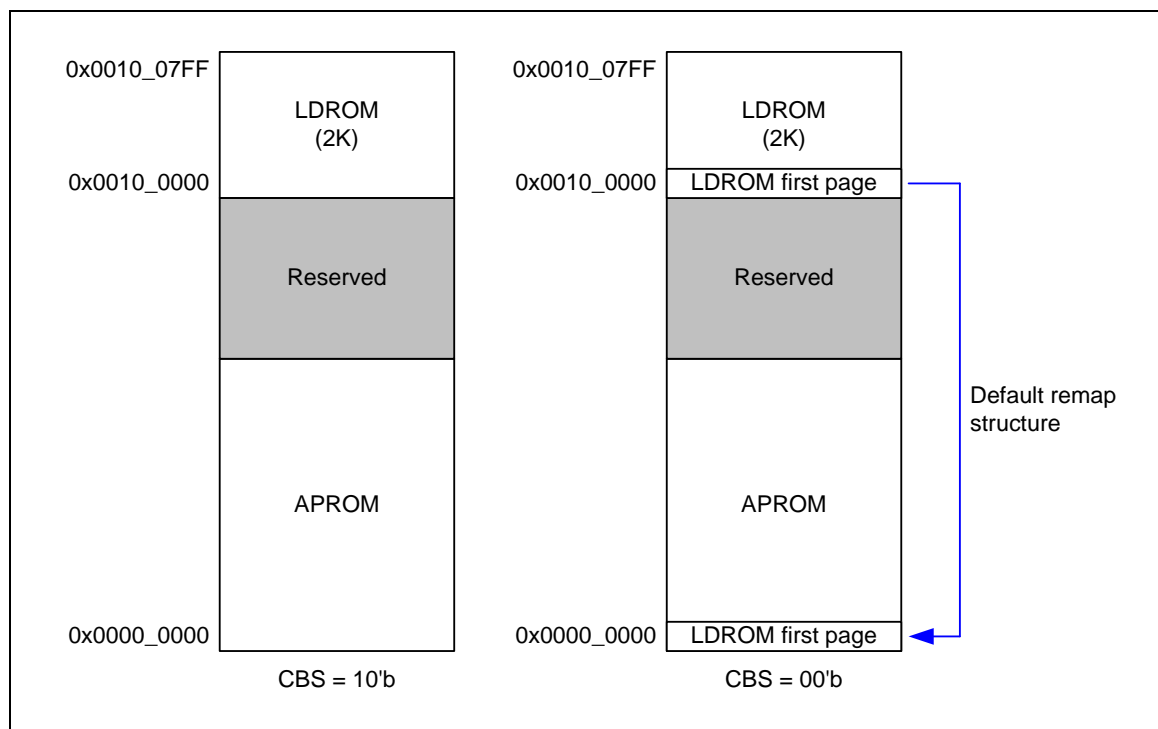 0x0010_07FF
LDROM
(2K)
0x0010_0000
Reserved
APROM
0x0000_0000
CBS = 10'b
0x0010_07FF
LDROM
(2K)
0x0010_0000
LDROM first page
Reserved
APROM
0x0000_0000
LDROM first page
CBS = 00'b
Default remap
structure